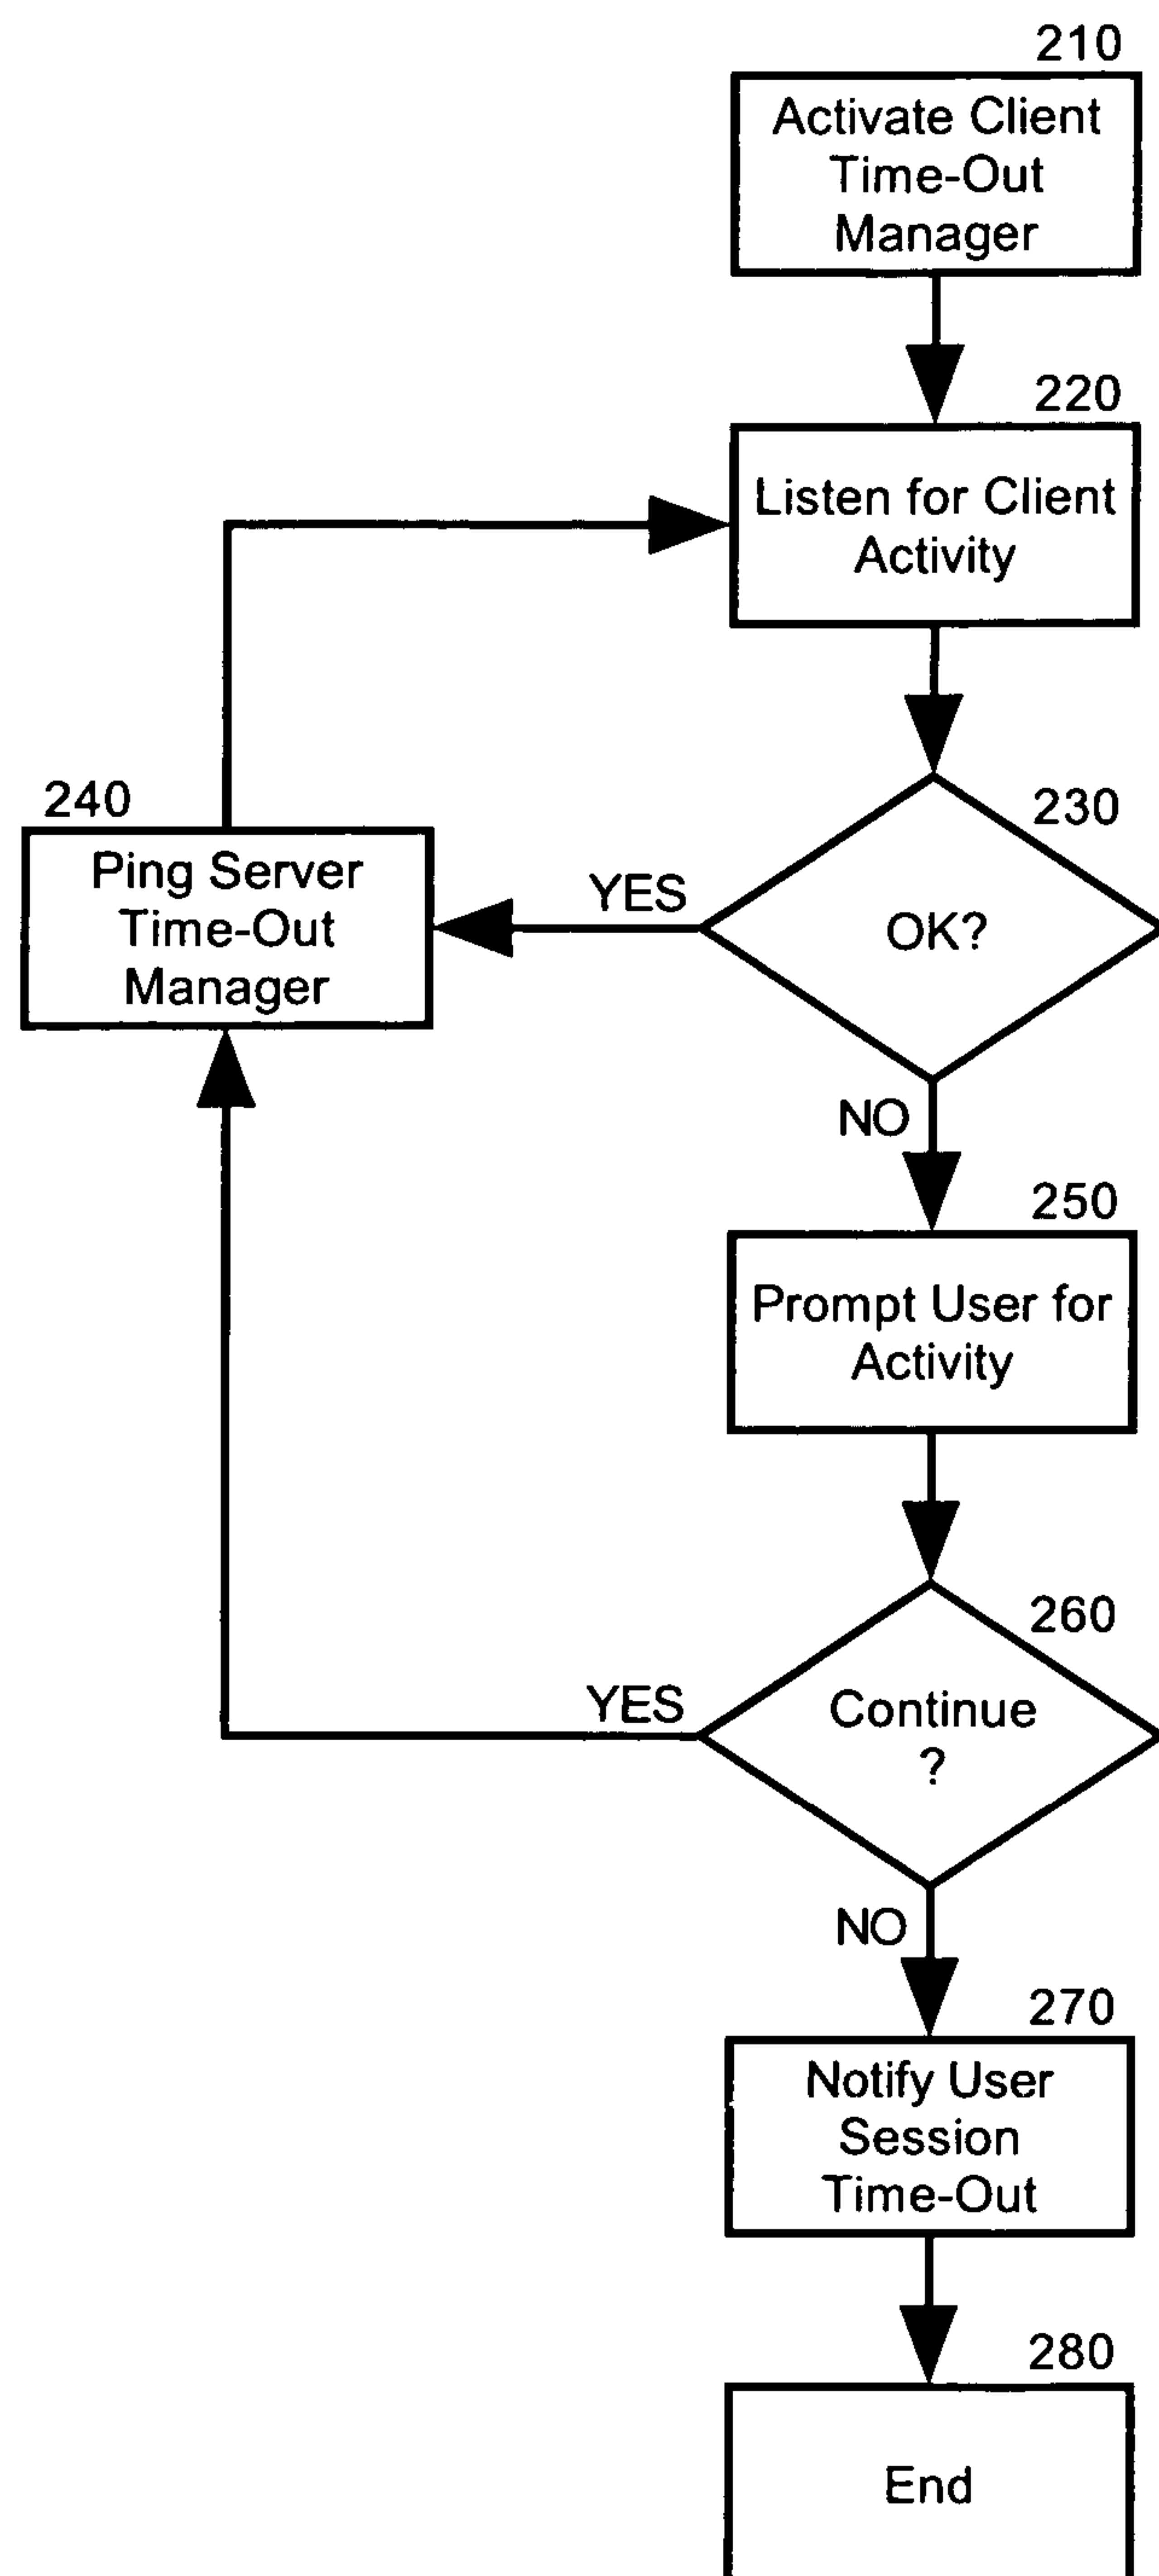 210
Activate Client
Time-Out
Manager
220
Listen for Client
Activity
240
Ping Server
Time-Out
Manager
YES
230
OK?
NO
250
Prompt User for
Activity
260
YES
Continue
?
NO
270
Notify User
Session
Time-Out
280
End